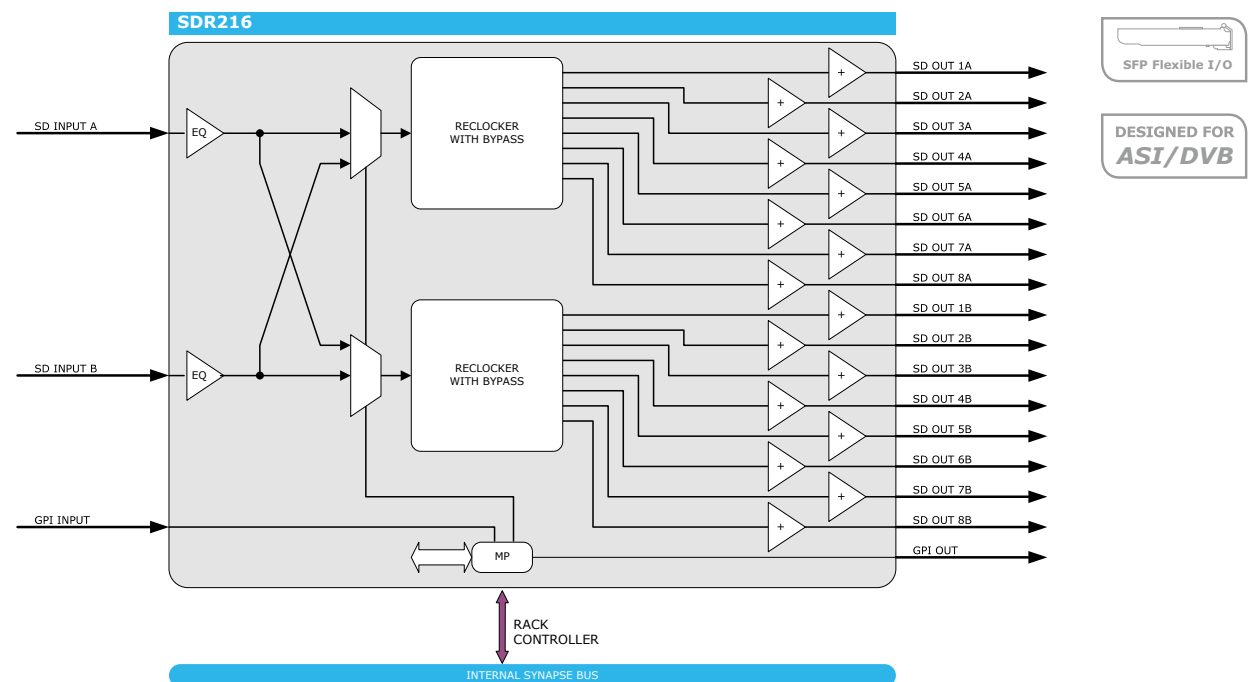 SDR216
SFP Flexible I/O
DESIGNED FOR
ASI/DVB
SD INPUT A
EQ
RECLOCKER
WITH BYPASS
+
SD OUT 1A
+
SD OUT 2A
+
SD OUT 3A
+
SD OUT 4A
+
SD OUT 5A
+
SD OUT 6A
+
SD OUT 7A
+
SD OUT 8A
SD INPUT B
EQ
RECLOCKER
WITH BYPASS
+
SD OUT 1B
+
SD OUT 2B
+
SD OUT 3B
+
SD OUT 4B
+
SD OUT 5B
+
SD OUT 6B
+
SD OUT 7B
+
SD OUT 8B
GPI INPUT
MP
GPI OUT
RACK
CONTROLLER
INTERNAL SYNAPSE BUS